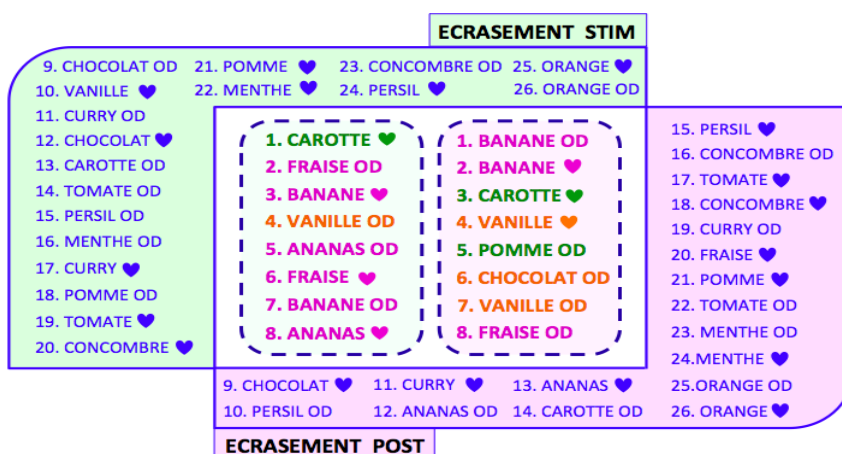 ECRASEMENT STIM
9. CHOCOLAT OD 21. POMME 23. CONCOMBRE OD 25. ORANGE
10. VANILLE 22. MENTHE 24. PERSIL 26. ORANGE OD
11. CURRY OD
12. CHOCOLAT
13. CAROTTE OD
14. TOMATE OD
15. PERSIL OD
16. MENTHE OD
17. CURRY
18. POMME OD
19. TOMATE
20. CONCOMBRE
1. CAROTTE
2. FRAISE OD
3. BANANE
4. VANILLE OD
5. ANANAS OD
6. FRAISE
7. BANANE OD
8. ANANAS
1. BANANE OD
2. BANANE
3. CAROTTE
4. VANILLE
5. POMME OD
6. CHOCOLAT OD
7. VANILLE OD
8. FRAISE OD
9. CHOCOLAT 11. CURRY 13. ANANAS
10. PERSIL OD 12. ANANAS OD 14. CAROTTE OD
15. PERSIL
16. CONCOMBRE OD
17. TOMATE
18. CONCOMBRE
19. CURRY OD
20. FRAISE
21. POMME
22. TOMATE OD
23. MENTHE OD
24.MENTHE
25.ORANGE OD
26. ORANGE
ECRASEMENT POST